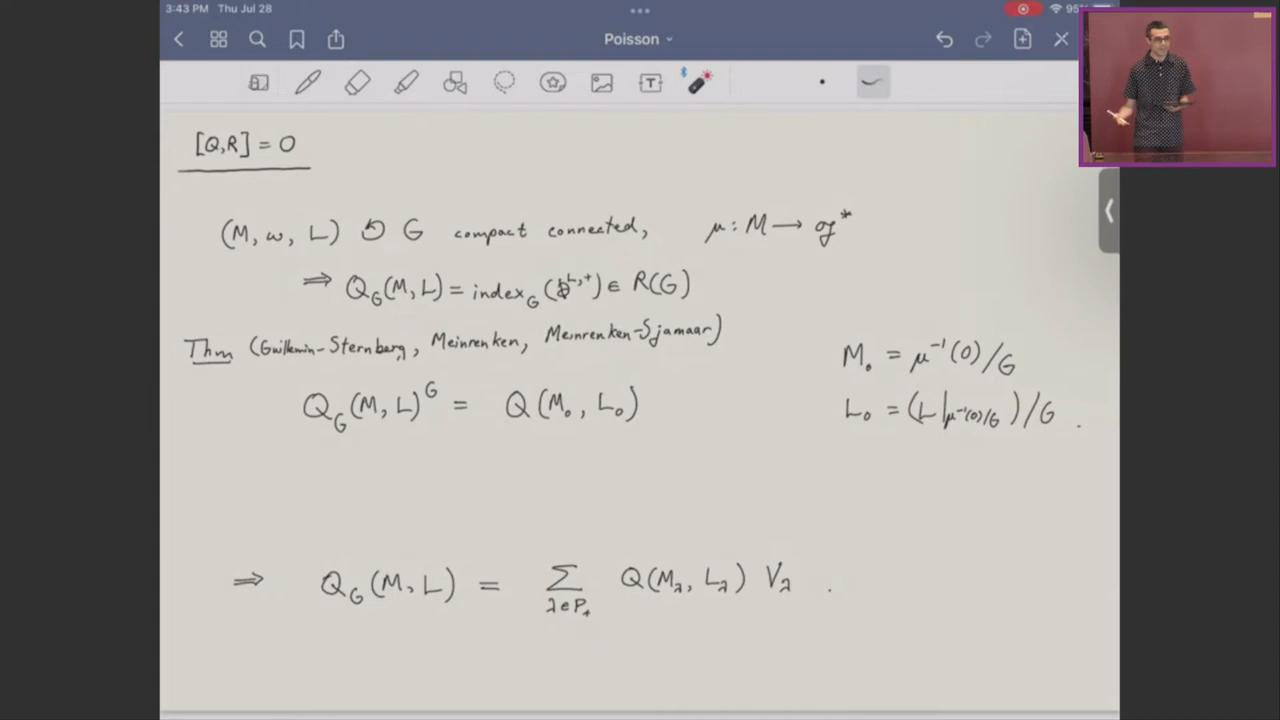 3:43 PM Thu Jul 28
95%
Poisson
[Q,R] = 0
(M, ω, L) ↺ G compact connected, μ : M → 𝔤*
⇒ Q_G(M, L) = index_G(∂̸^{L,+}) ∈ R(G)
Thm (Guillemin-Sternberg, Meinrenken, Meinrenken-Sjamaar)
M₀ = μ⁻¹(0)/G
Q_G(M, L)^G = Q(M₀, L₀)
L₀ = (L|_{μ⁻¹(0)/G})/G .
⇒ Q_G(M, L) = Σ_{λ∈P₊} Q(M_λ, L_λ) V_λ .